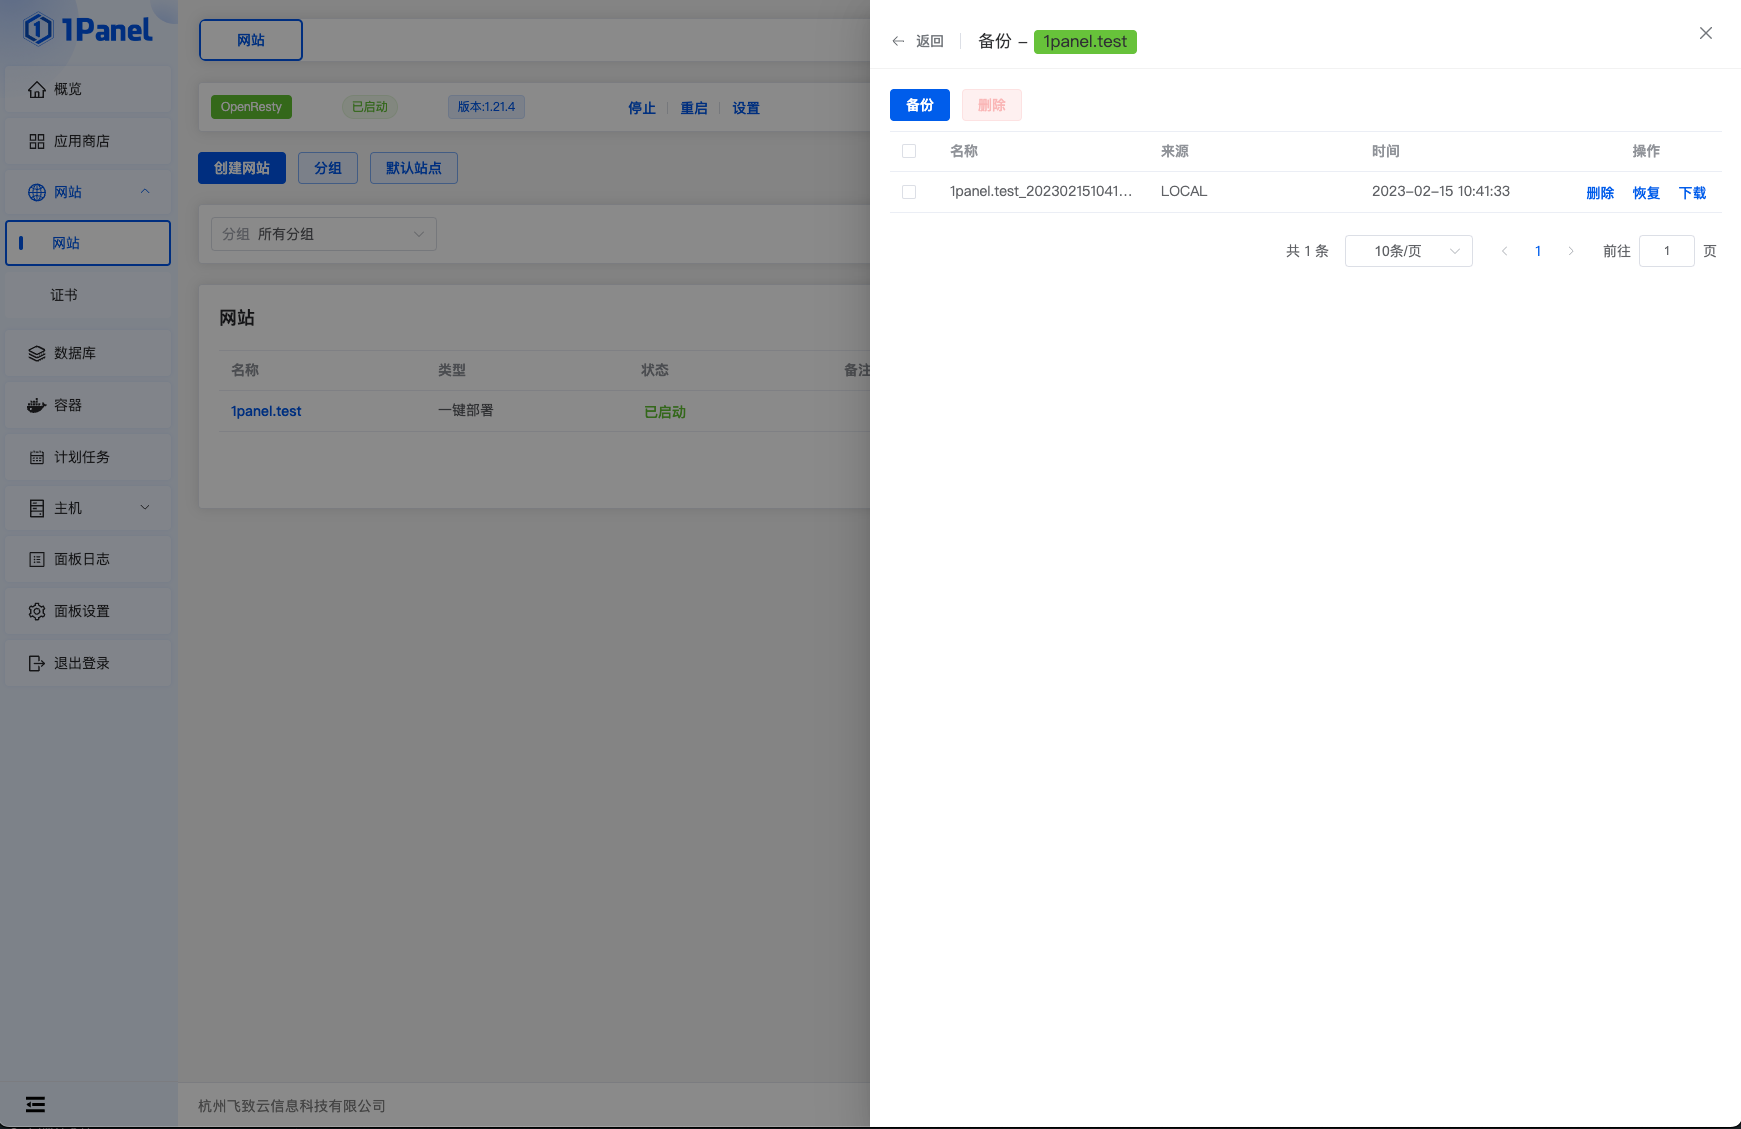 1Panel
概览
应用商店
网站
网站
证书
数据库
容器
计划任务
主机
面板日志
面板设置
退出登录
网站
OpenResty 已启动 版本:1.21.4 停止 重启 设置
创建网站 分组 默认站点
分组 所有分组
网站
名称 类型 状态 备注
1panel.test 一键部署 已启动
杭州飞致云信息科技有限公司
返回 备份 - 1panel.test
备份 删除
名称 来源 时间 操作
1panel.test_202302151041... LOCAL 2023-02-15 10:41:33 删除 恢复 下载
共 1 条 10条/页 1 前往 1 页